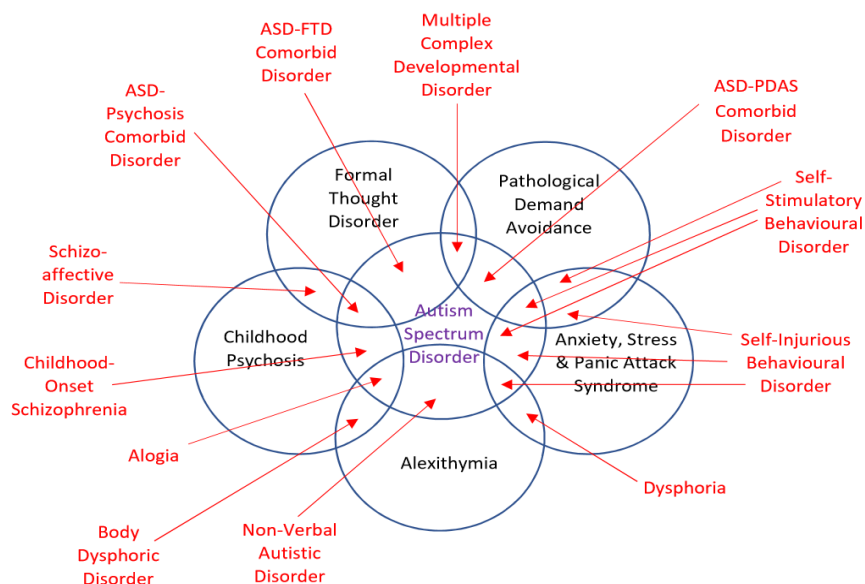 ASD-FTD
Comorbid
Disorder
Multiple
Complex
Developmental
Disorder
ASD-
Psychosis
Comorbid
Disorder
ASD-PDAS
Comorbid
Disorder
Formal
Thought
Disorder
Pathological
Demand
Avoidance
Self-
Stimulatory
Behavioural
Disorder
Schizo-
affective
Disorder
Autism
Spectrum
Disorder
Childhood
Psychosis
Anxiety, Stress
& Panic Attack
Syndrome
Self-Injurious
Behavioural
Disorder
Childhood-
Onset
Schizophrenia
Alogia
Alexithymia
Dysphoria
Body
Dysphoric
Disorder
Non-Verbal
Autistic
Disorder